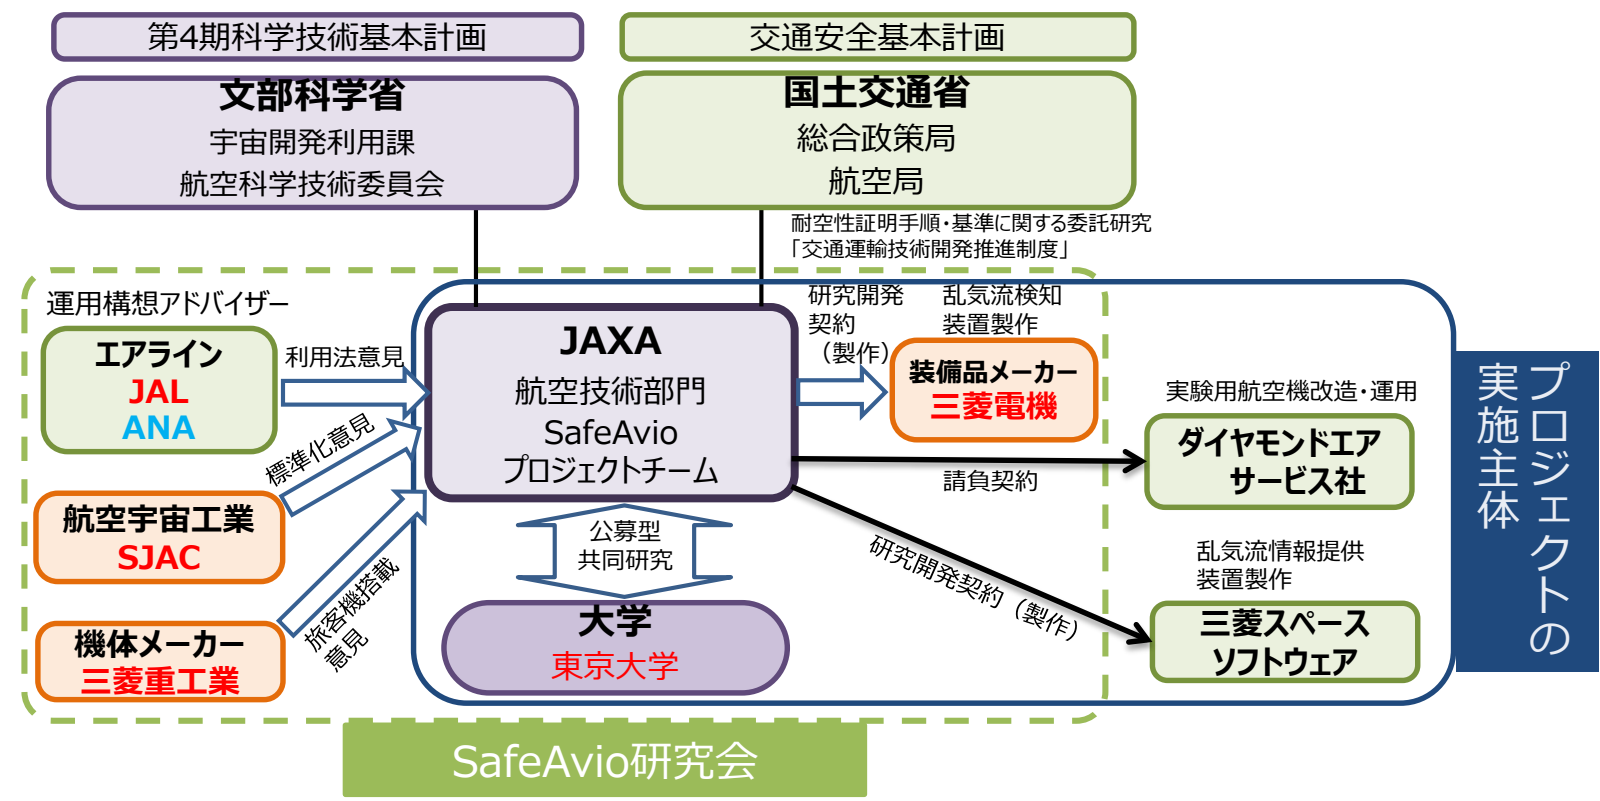 第4期科学技術基本計画
交通安全基本計画
文部科学省
宇宙開発利用課
航空科学技術委員会
国土交通省
総合政策局
航空局
耐空性証明手順・基準に関する委託研究
「交通運輸技術開発推進制度」
運用構想アドバイザー
エアライン
JAL
ANA
利用法意見
標準化意見
航空宇宙工業
SJAC
旅客機搭載
意見
機体メーカー
三菱重工業
JAXA
航空技術部門
SafeAvio
プロジェクトチーム
公募型
共同研究
大学
東京大学
研究開発
契約
（製作）
乱気流検知
装置製作
装備品メーカー
三菱電機
請負契約
研究開発契約（製作）
実験用航空機改造・運用
ダイヤモンドエア
サービス社
乱気流情報提供
装置製作
三菱スペース
ソフトウェア
プロジェクトの
実施主体
SafeAvio研究会